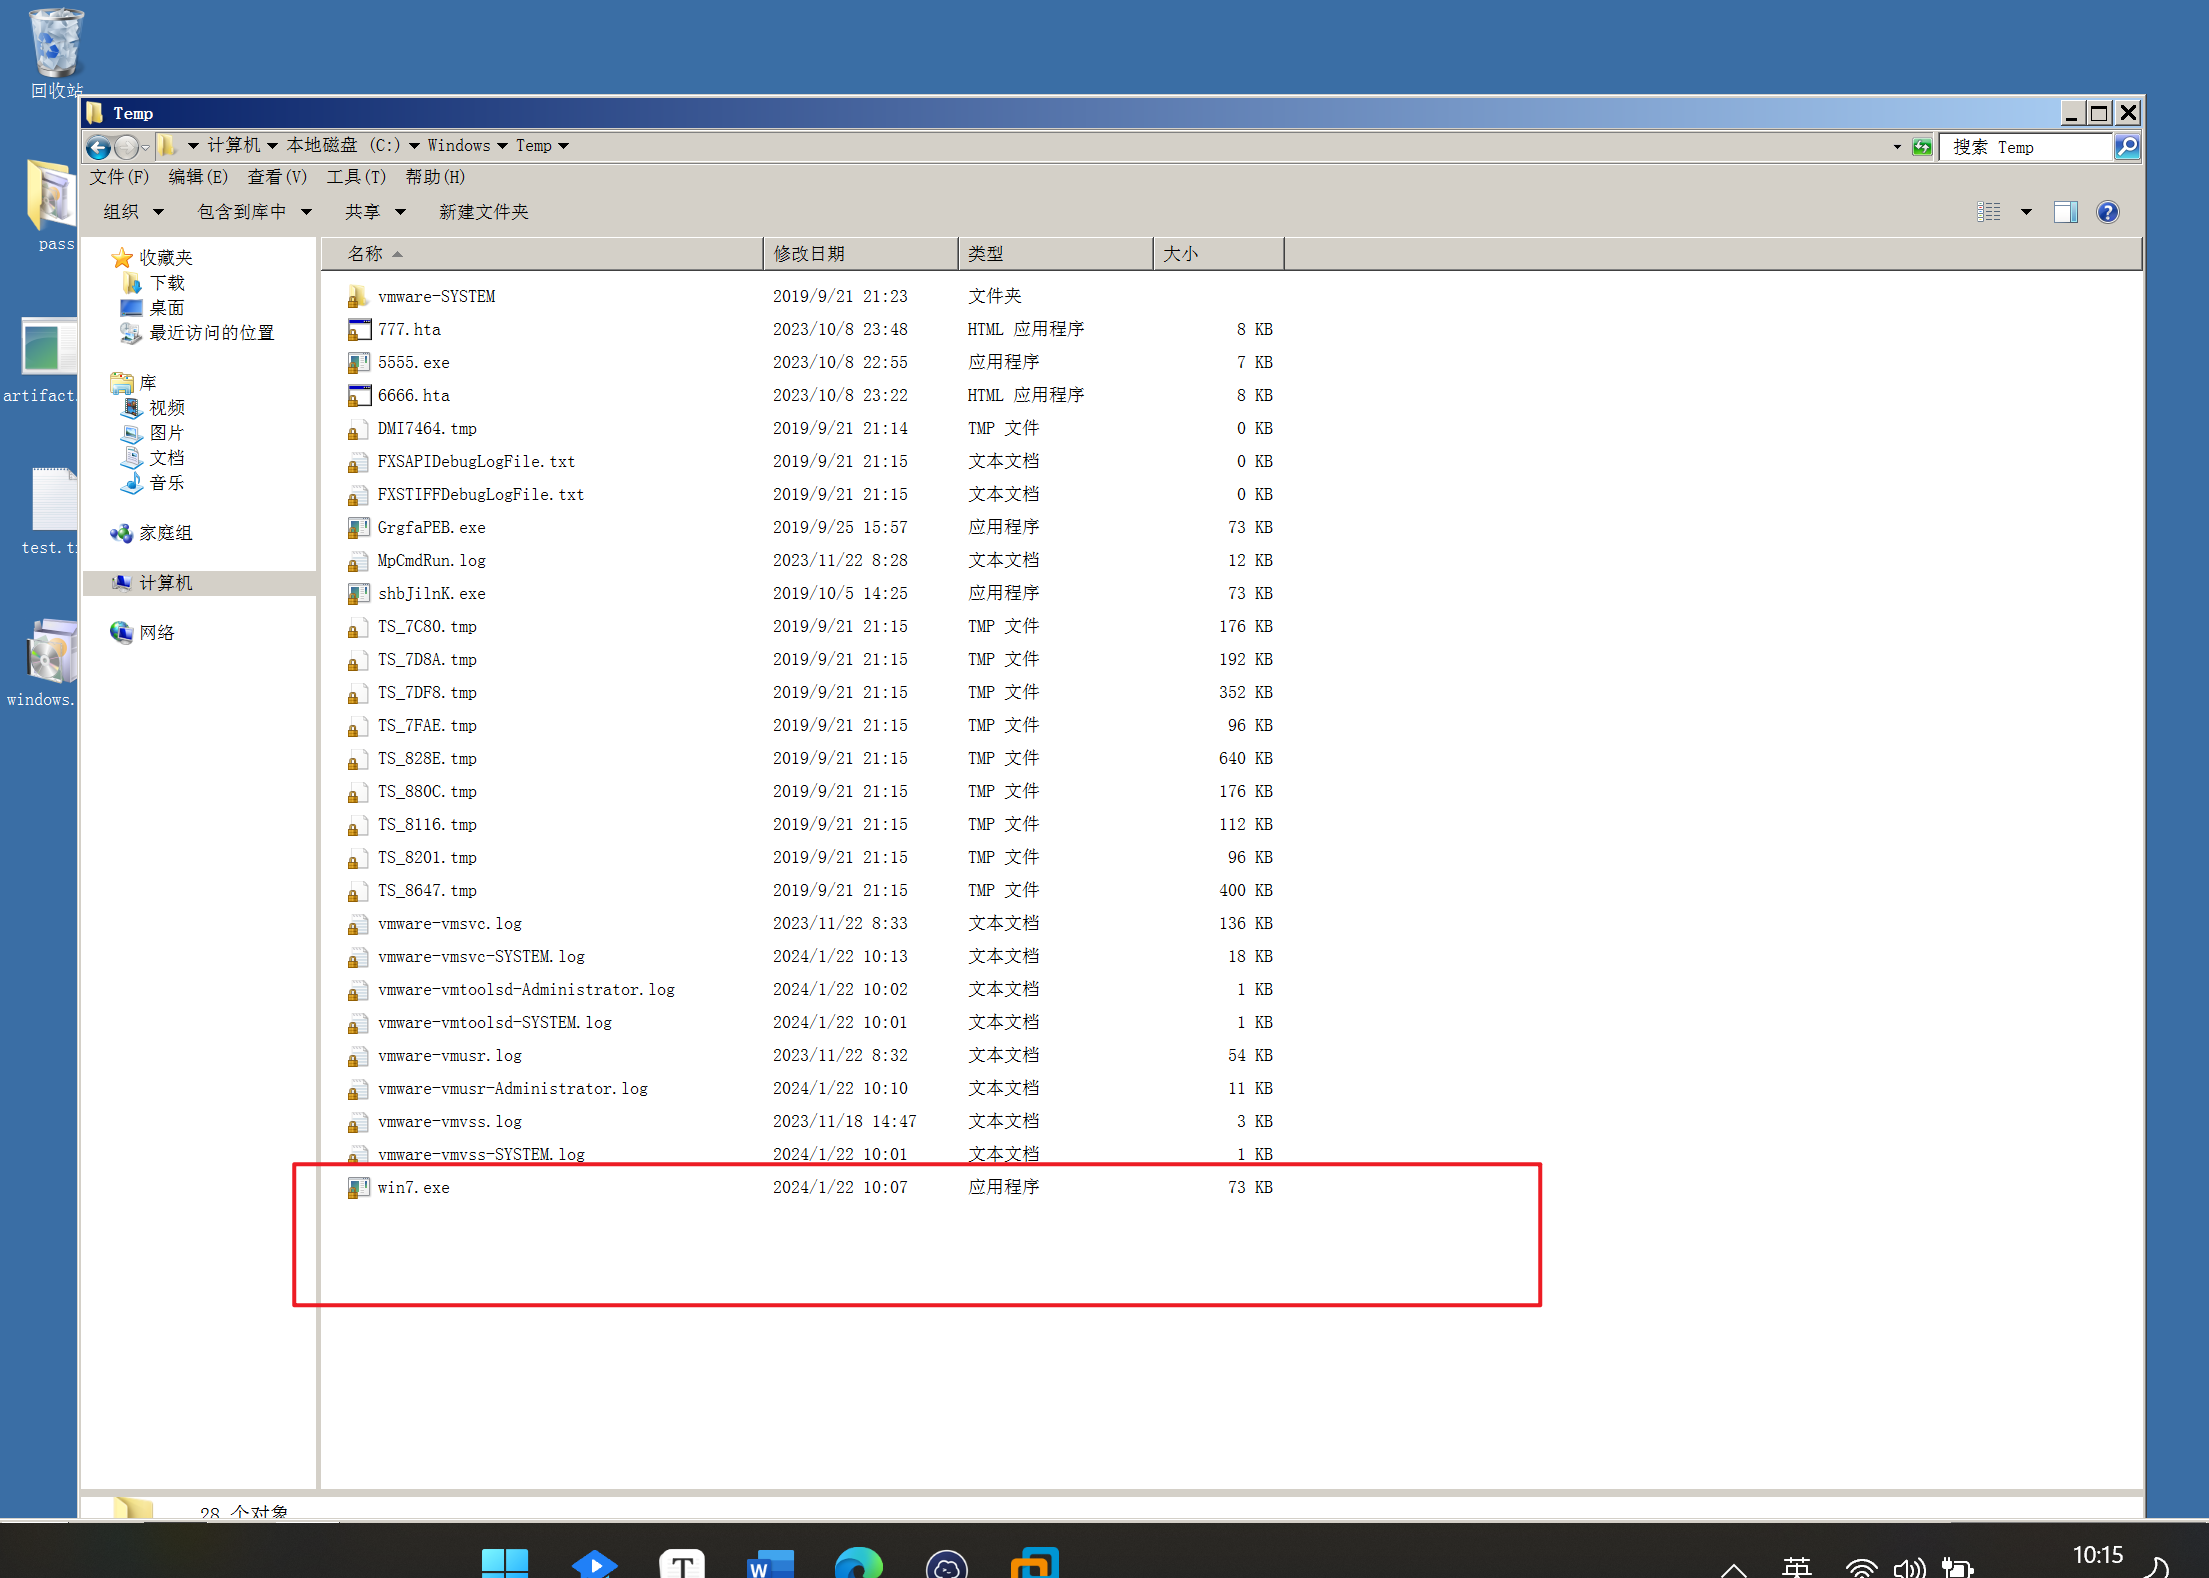 回收站
Temp
计算机 本地磁盘 (C:) Windows Temp
搜索 Temp
文件(F) 编辑(E) 查看(V) 工具(T) 帮助(H)
组织 包含到库中 共享 新建文件夹
pass
artifact.
test.t
windows.
收藏夹
下载
桌面
最近访问的位置
库
视频
图片
文档
音乐
家庭组
计算机
网络
名称 修改日期 类型 大小
vmware-SYSTEM 2019/9/21 21:23 文件夹
777.hta 2023/10/8 23:48 HTML 应用程序 8 KB
5555.exe 2023/10/8 22:55 应用程序 7 KB
6666.hta 2023/10/8 23:22 HTML 应用程序 8 KB
DMI7464.tmp 2019/9/21 21:14 TMP 文件 0 KB
FXSAPIDebugLogFile.txt 2019/9/21 21:15 文本文档 0 KB
FXSTIFFDebugLogFile.txt 2019/9/21 21:15 文本文档 0 KB
GrgfaPEB.exe 2019/9/25 15:57 应用程序 73 KB
MpCmdRun.log 2023/11/22 8:28 文本文档 12 KB
shbJilnK.exe 2019/10/5 14:25 应用程序 73 KB
TS_7C80.tmp 2019/9/21 21:15 TMP 文件 176 KB
TS_7D8A.tmp 2019/9/21 21:15 TMP 文件 192 KB
TS_7DF8.tmp 2019/9/21 21:15 TMP 文件 352 KB
TS_7FAE.tmp 2019/9/21 21:15 TMP 文件 96 KB
TS_828E.tmp 2019/9/21 21:15 TMP 文件 640 KB
TS_880C.tmp 2019/9/21 21:15 TMP 文件 176 KB
TS_8116.tmp 2019/9/21 21:15 TMP 文件 112 KB
TS_8201.tmp 2019/9/21 21:15 TMP 文件 96 KB
TS_8647.tmp 2019/9/21 21:15 TMP 文件 400 KB
vmware-vmsvc.log 2023/11/22 8:33 文本文档 136 KB
vmware-vmsvc-SYSTEM.log 2024/1/22 10:13 文本文档 18 KB
vmware-vmtoolsd-Administrator.log 2024/1/22 10:02 文本文档 1 KB
vmware-vmtoolsd-SYSTEM.log 2024/1/22 10:01 文本文档 1 KB
vmware-vmusr.log 2023/11/22 8:32 文本文档 54 KB
vmware-vmusr-Administrator.log 2024/1/22 10:10 文本文档 11 KB
vmware-vmvss.log 2023/11/18 14:47 文本文档 3 KB
vmware-vmvss-SYSTEM.log 2024/1/22 10:01 文本文档 1 KB
win7.exe 2024/1/22 10:07 应用程序 73 KB
28 个对象
英
10:15